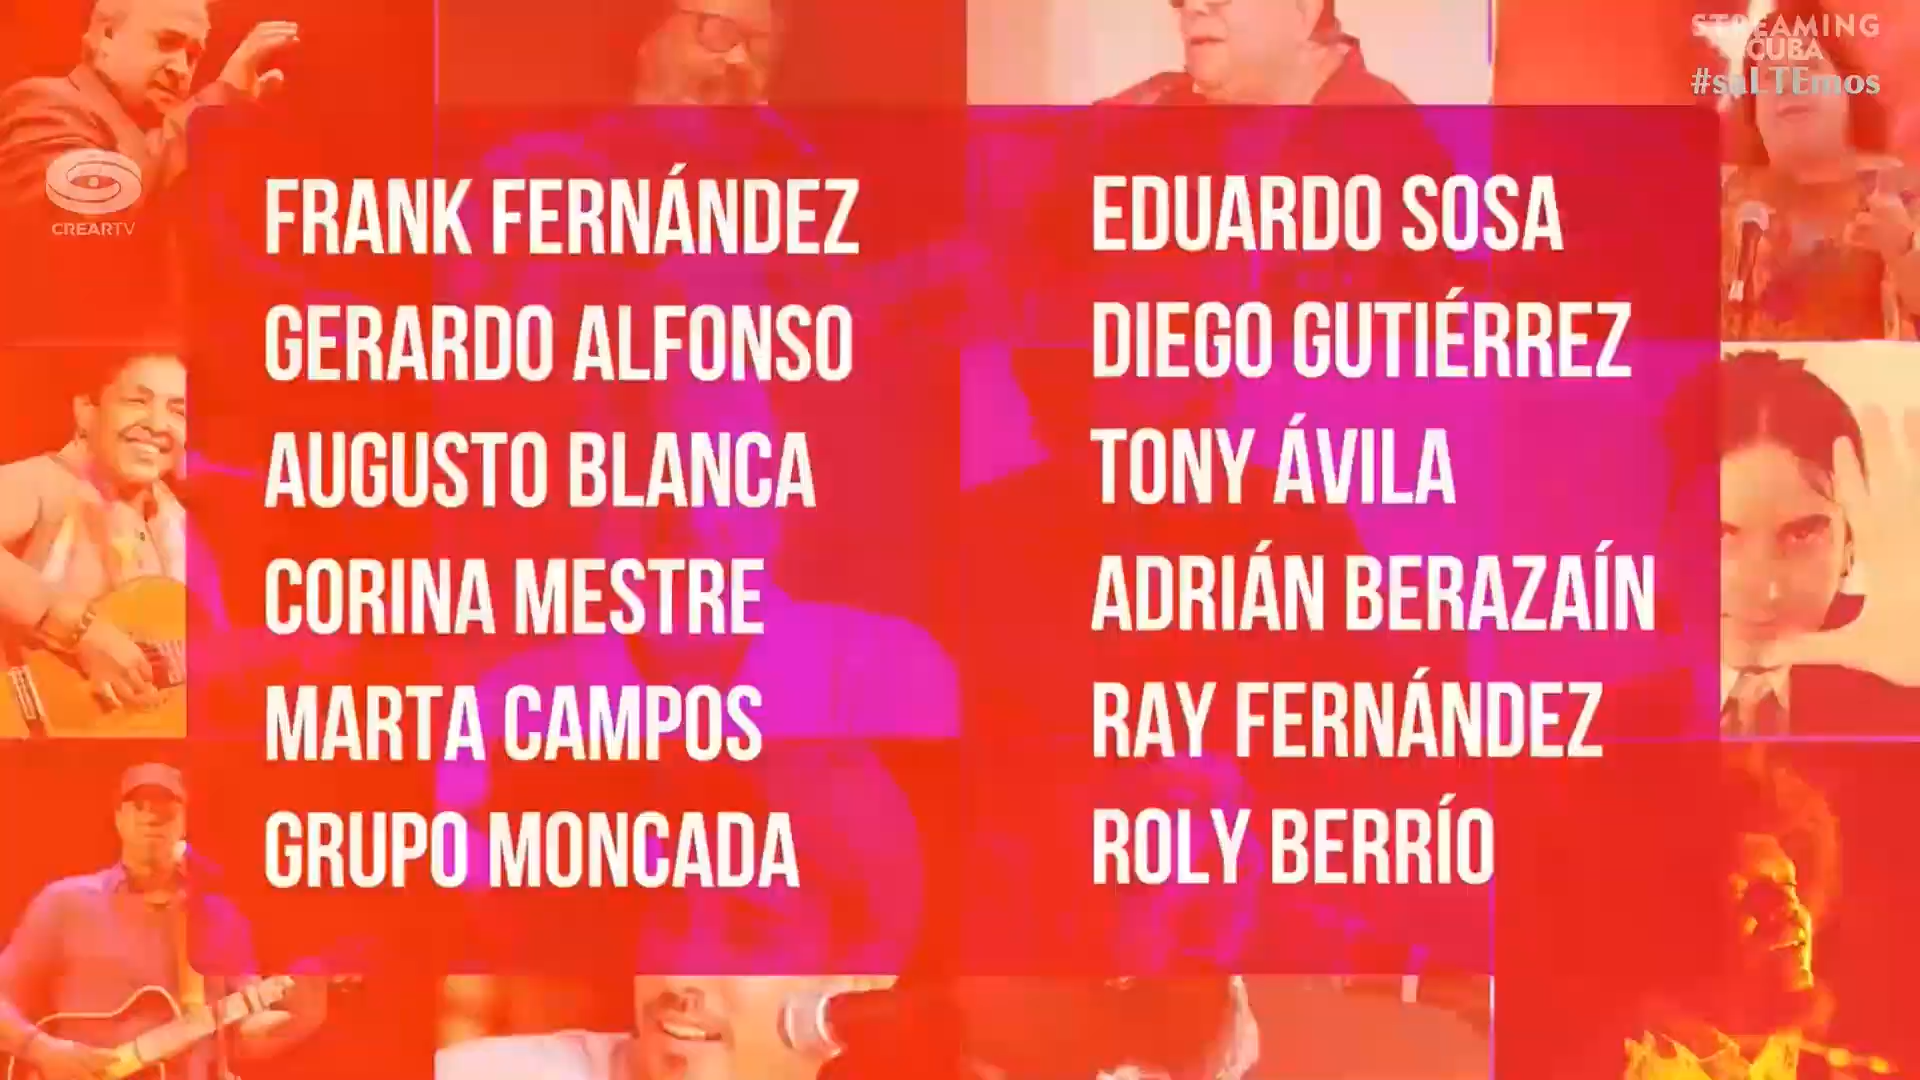 STREAMING
CUBA
#saLTEmos
CREARTV
FRANK FERNÁNDEZ
GERARDO ALFONSO
AUGUSTO BLANCA
CORINA MESTRE
MARTA CAMPOS
GRUPO MONCADA
EDUARDO SOSA
DIEGO GUTIÉRREZ
TONY ÁVILA
ADRIÁN BERAZAÍN
RAY FERNÁNDEZ
ROLY BERRÍO